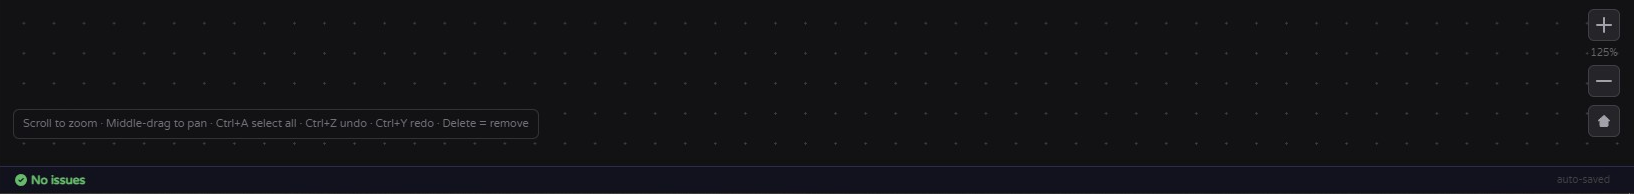 125%
Scroll to zoom · Middle-drag to pan · Ctrl+A select all · Ctrl+Z undo · Ctrl+Y redo · Delete = remove
No issues
auto-saved